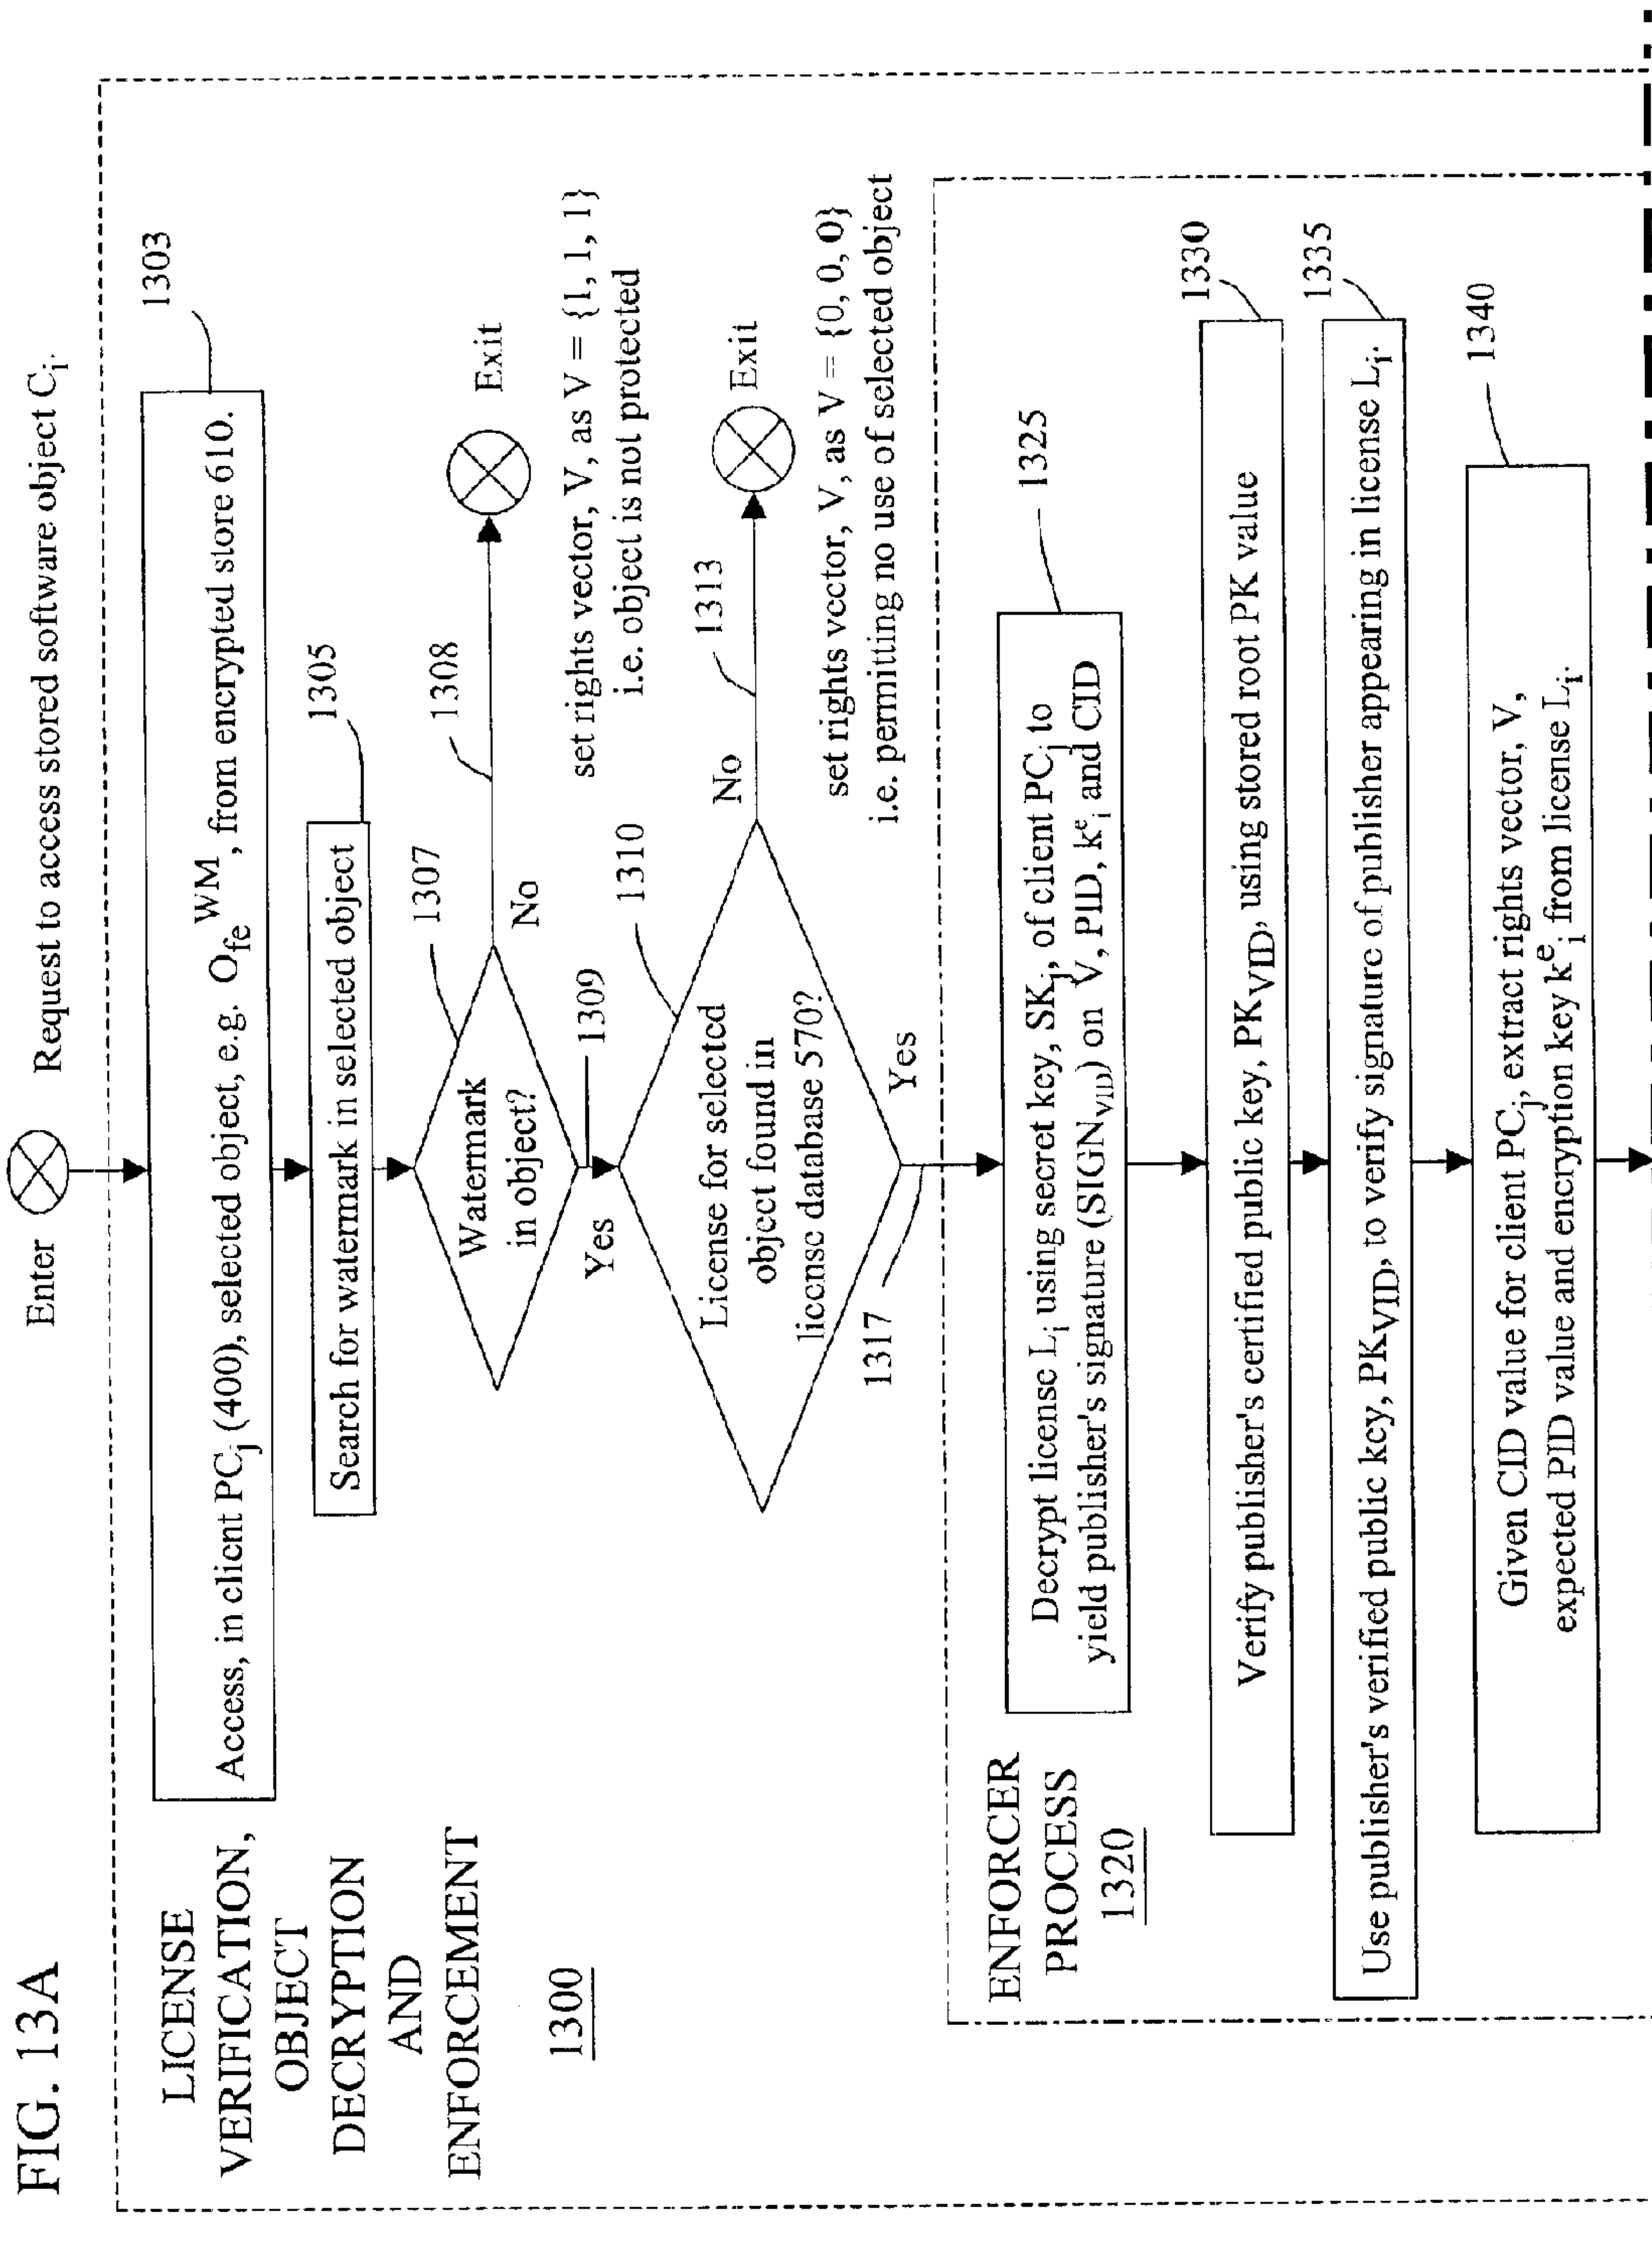 FIG. 13A
Enter
Request to access stored software object Ci.
LICENSE
VERIFICATION,
OBJECT
DECRYPTION
AND
ENFORCEMENT
1300
1303
Access, in client PCj (400), selected object, e.g. Ofe^WM, from encrypted store 610.
1305
Search for watermark in selected object
1307
Watermark
in object?
1308
No
Exit
set rights vector, V, as V = {1, 1, 1}
i.e. object is not protected
Yes
1309
1310
License for selected
object found in
license database 570?
No
1313
Exit
set rights vector, V, as V = {0, 0, 0}
i.e. permitting no use of selected object
1317
Yes
ENFORCER
PROCESS
1320
1325
Decrypt license Li using secret key, SKj, of client PCj to
yield publisher's signature (SIGNVID) on V, PID, k^e_i and CID
1330
Verify publisher's certified public key, PKVID, using stored root PK value
1335
Use publisher's verified public key, PKVID, to verify signature of publisher appearing in license Li.
1340
Given CID value for client PCj, extract rights vector, V,
expected PID value and encryption key k^e_i from license Li.